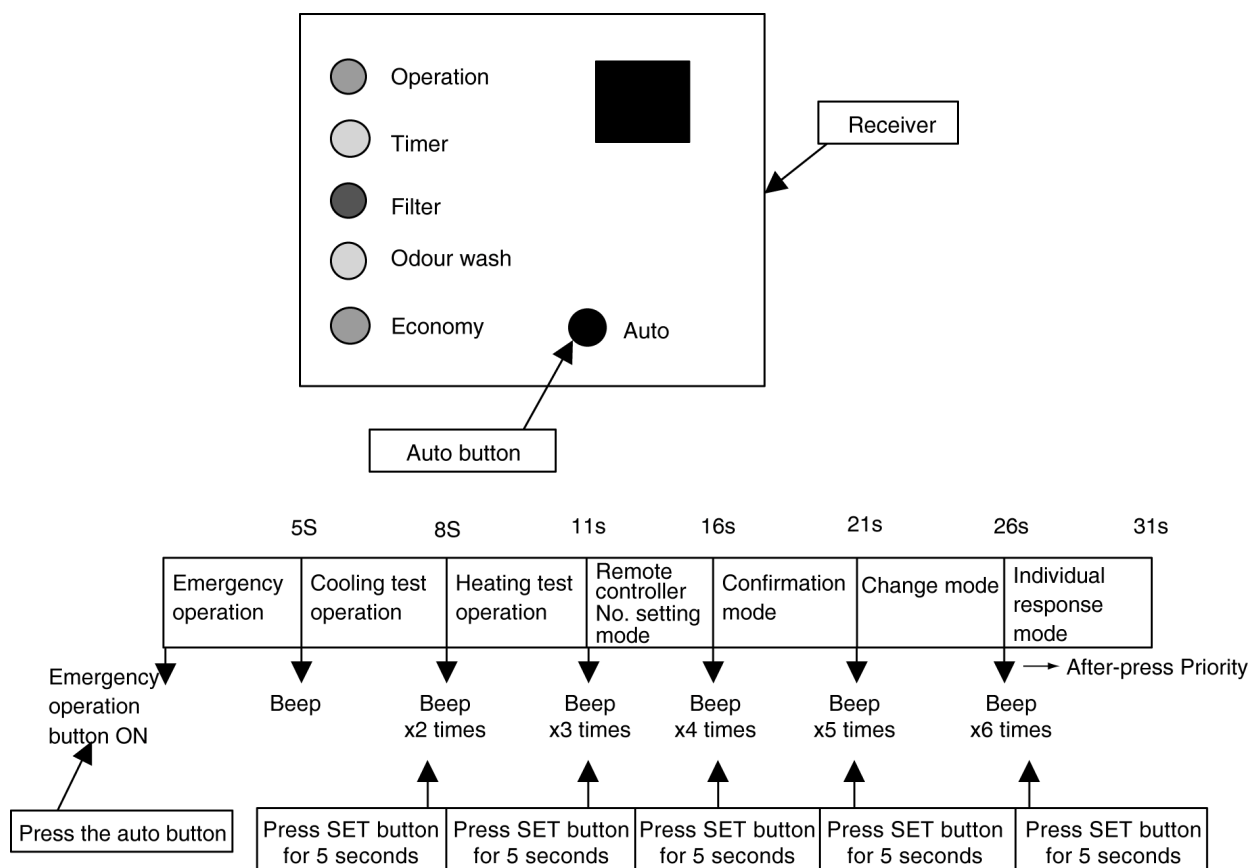 Operation
Timer
Filter
Odour wash
Economy
Auto
Receiver
Auto button
5S 8S 11s 16s 21s 26s 31s
Emergency
operation
Cooling test
operation
Heating test
operation
Remote
controller
No. setting
mode
Confirmation
mode
Change mode
Individual
response
mode
After-press Priority
Emergency
operation
button ON
Beep
Beep
x2 times
Beep
x3 times
Beep
x4 times
Beep
x5 times
Beep
x6 times
Press the auto button
Press SET button
for 5 seconds
Press SET button
for 5 seconds
Press SET button
for 5 seconds
Press SET button
for 5 seconds
Press SET button
for 5 seconds